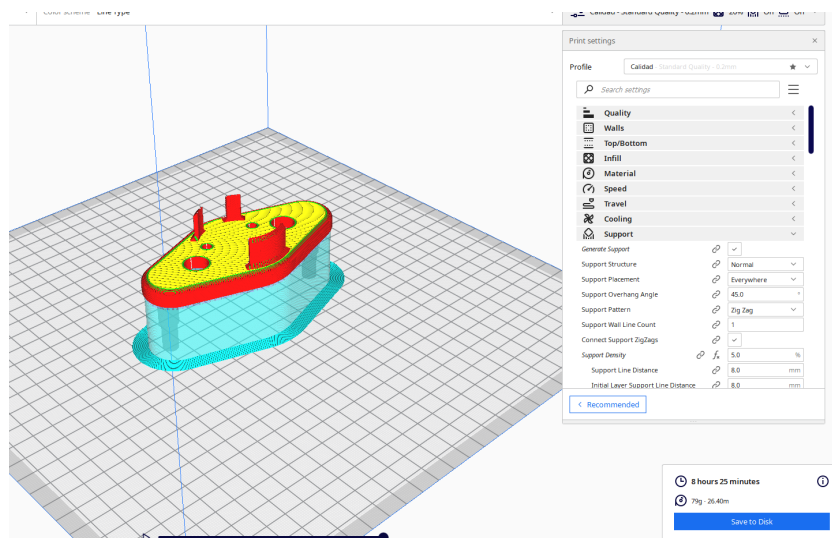 Color scheme Line Type
Calidad - Standard Quality - 0.2mm 20% On On
Print settings ×
Profile Calidad Standard Quality - 0.2mm
Search settings
Quality
Walls
Top/Bottom
Infill
Material
Speed
Travel
Cooling
Support
Generate Support
Support Structure Normal
Support Placement Everywhere
Support Overhang Angle 45.0 °
Support Pattern Zig Zag
Support Wall Line Count 1
Connect Support ZigZags
Support Density 5.0 %
Support Line Distance 8.0 mm
Initial Layer Support Line Distance 8.0 mm
Recommended
8 hours 25 minutes
79g · 26.40m
Save to Disk